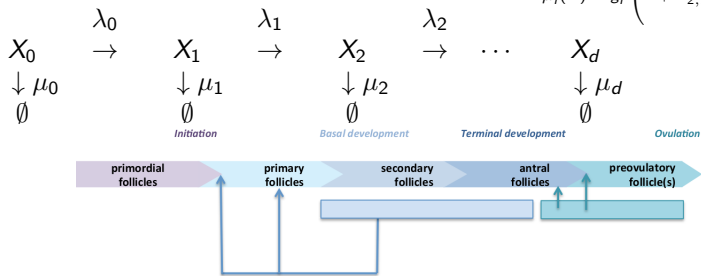 λ0 λ1 λ2
X0 → X1 → X2 → ⋯ Xd
↓ μ0 ↓ μ1 ↓ μ2 ↓ μd
∅ ∅ ∅ ∅
Initiation Basal development Terminal development Ovulation
primordial follicles primary follicles secondary follicles antral follicles preovulatory follicle(s)